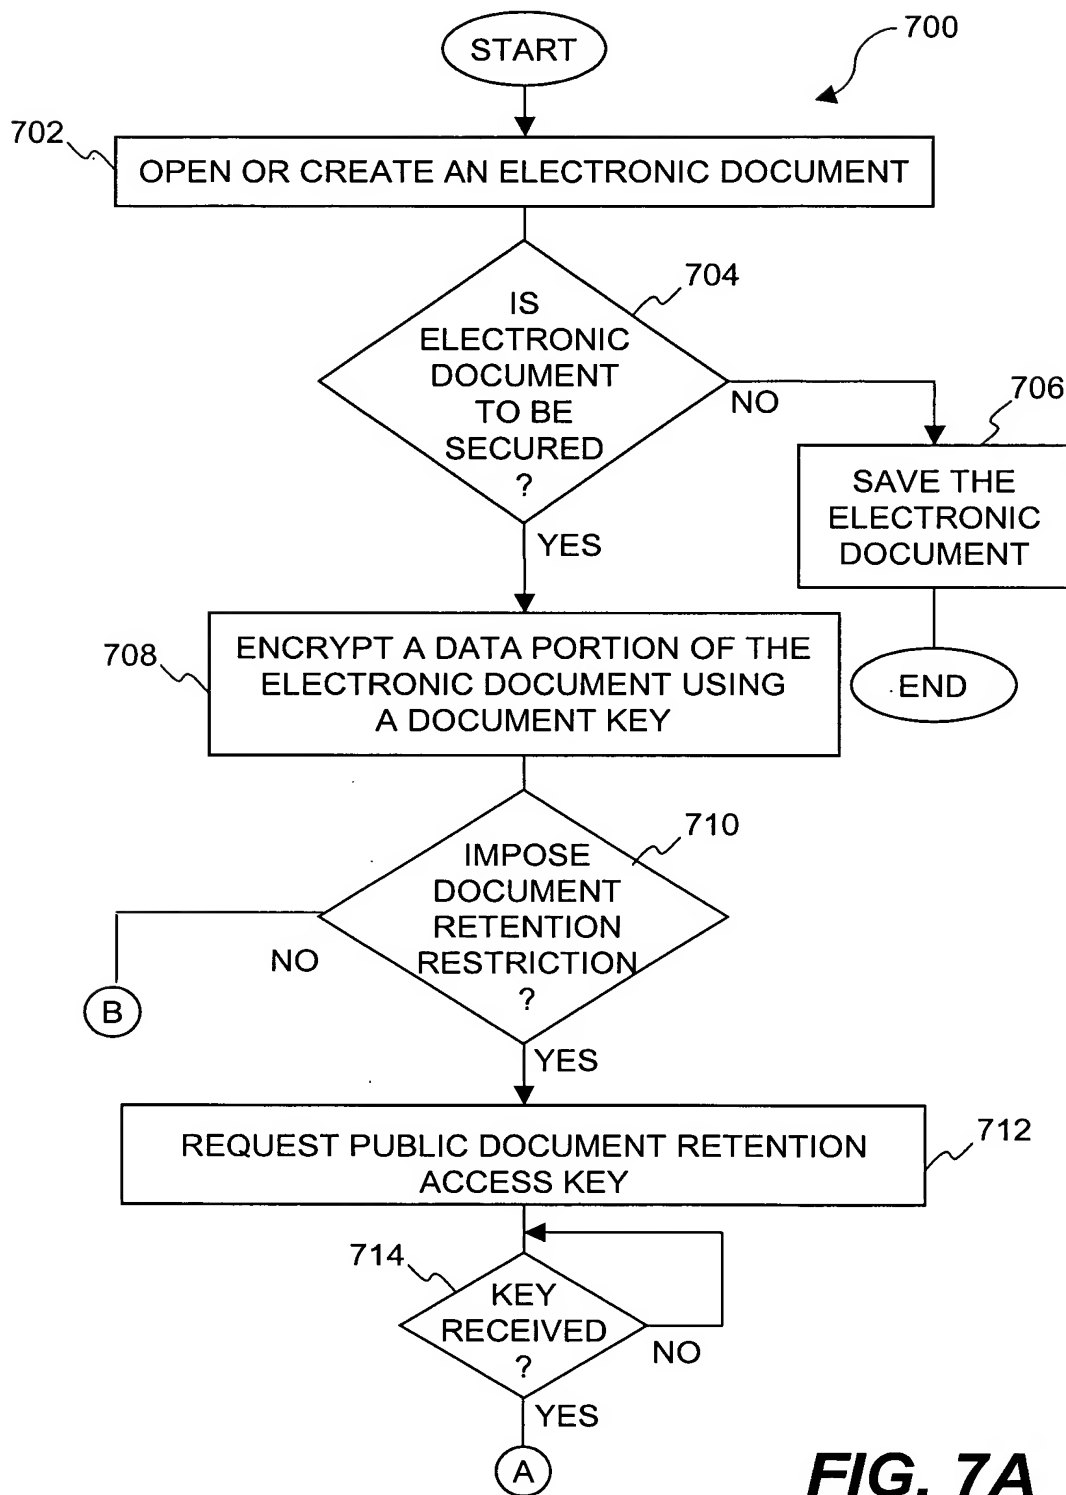 START
700
702
OPEN OR CREATE AN ELECTRONIC DOCUMENT
704
IS
ELECTRONIC
DOCUMENT
TO BE
SECURED
?
NO
706
SAVE THE
ELECTRONIC
DOCUMENT
YES
END
708
ENCRYPT A DATA PORTION OF THE
ELECTRONIC DOCUMENT USING
A DOCUMENT KEY
710
IMPOSE
DOCUMENT
RETENTION
RESTRICTION
?
NO
B
YES
712
REQUEST PUBLIC DOCUMENT RETENTION
ACCESS KEY
714
KEY
RECEIVED
?
NO
YES
A
FIG. 7A